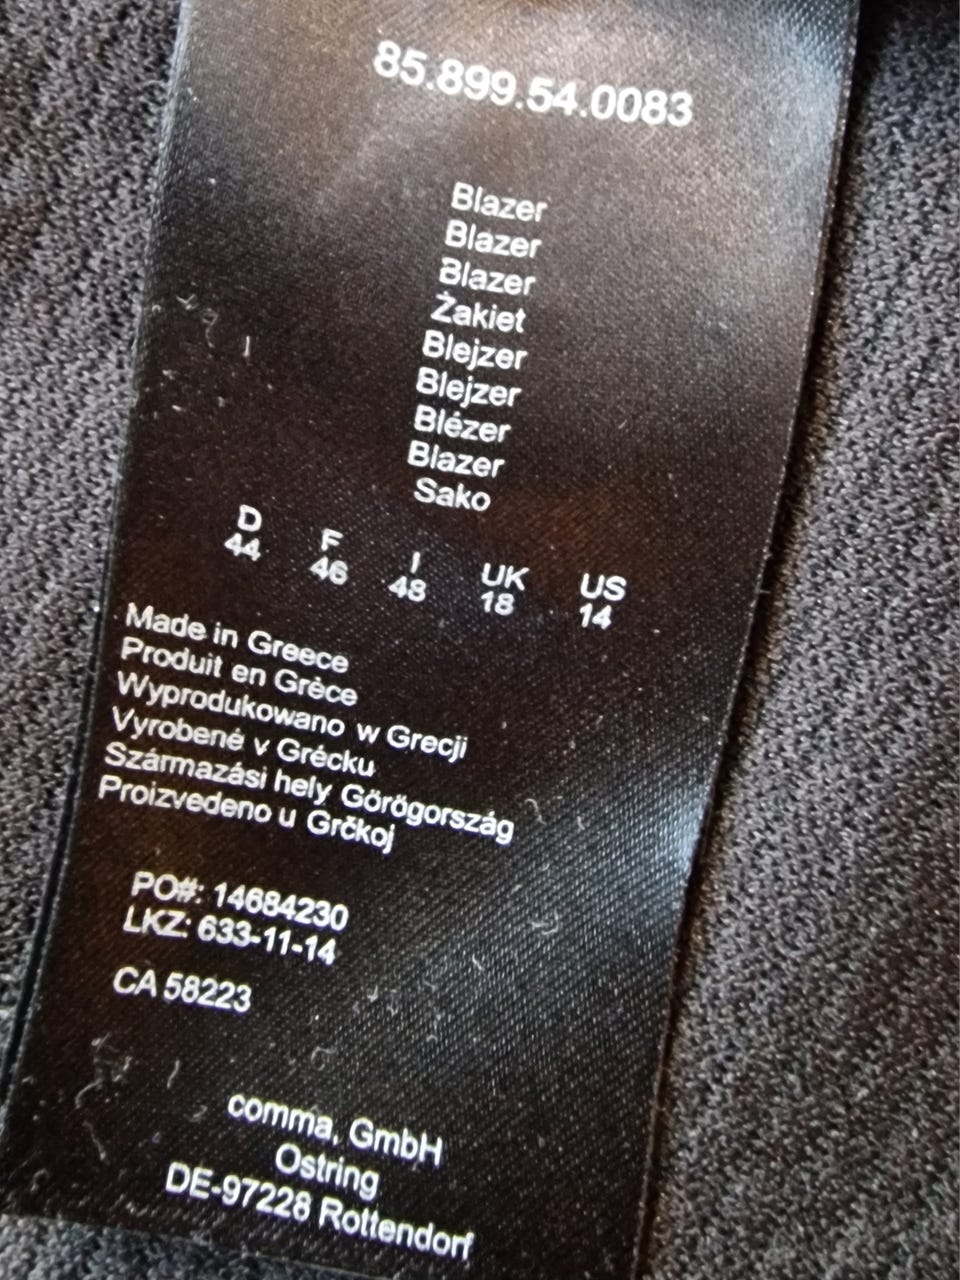 85.899.54.0083
Blazer
Blazer
Blazer
Żakiet
Blejzer
Blejzer
Blézer
Blazer
Sako
D F I UK US
44 46 48 18 14
Made in Greece
Produit en Grèce
Wyprodukowano w Grecji
Vyrobené v Grécku
Származási hely Görögország
Proizvedeno u Grčkoj
PO#: 14684230
LKZ: 633-11-14
CA 58223
comma, GmbH
Ostring
DE-97228 Rottendorf